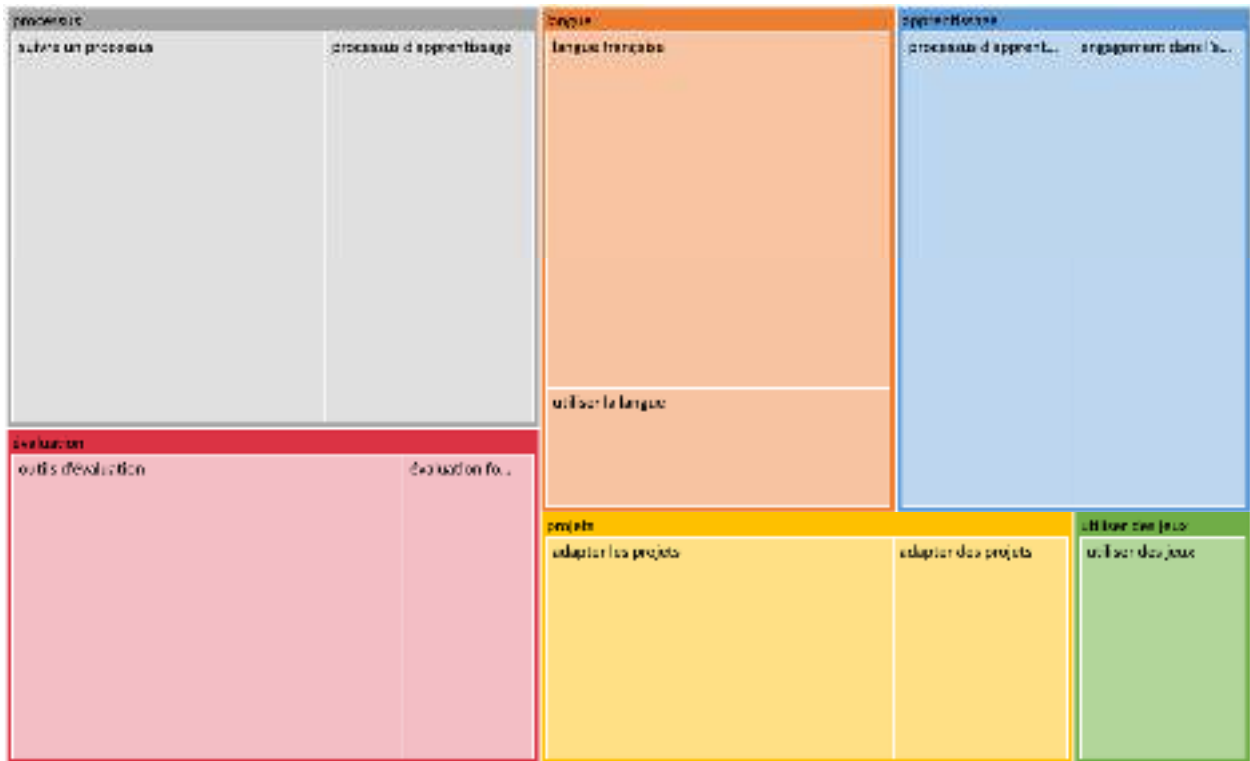 processus
suivre un processus
processus d'apprentissage
langue
langue française
utiliser la langue
apprentissage
processus d'apprent...
engagement dans l'a...
évaluation
outils d'évaluation
évaluation fo...
projets
adapter les projets
adapter des projets
utiliser des jeux
utiliser des jeux